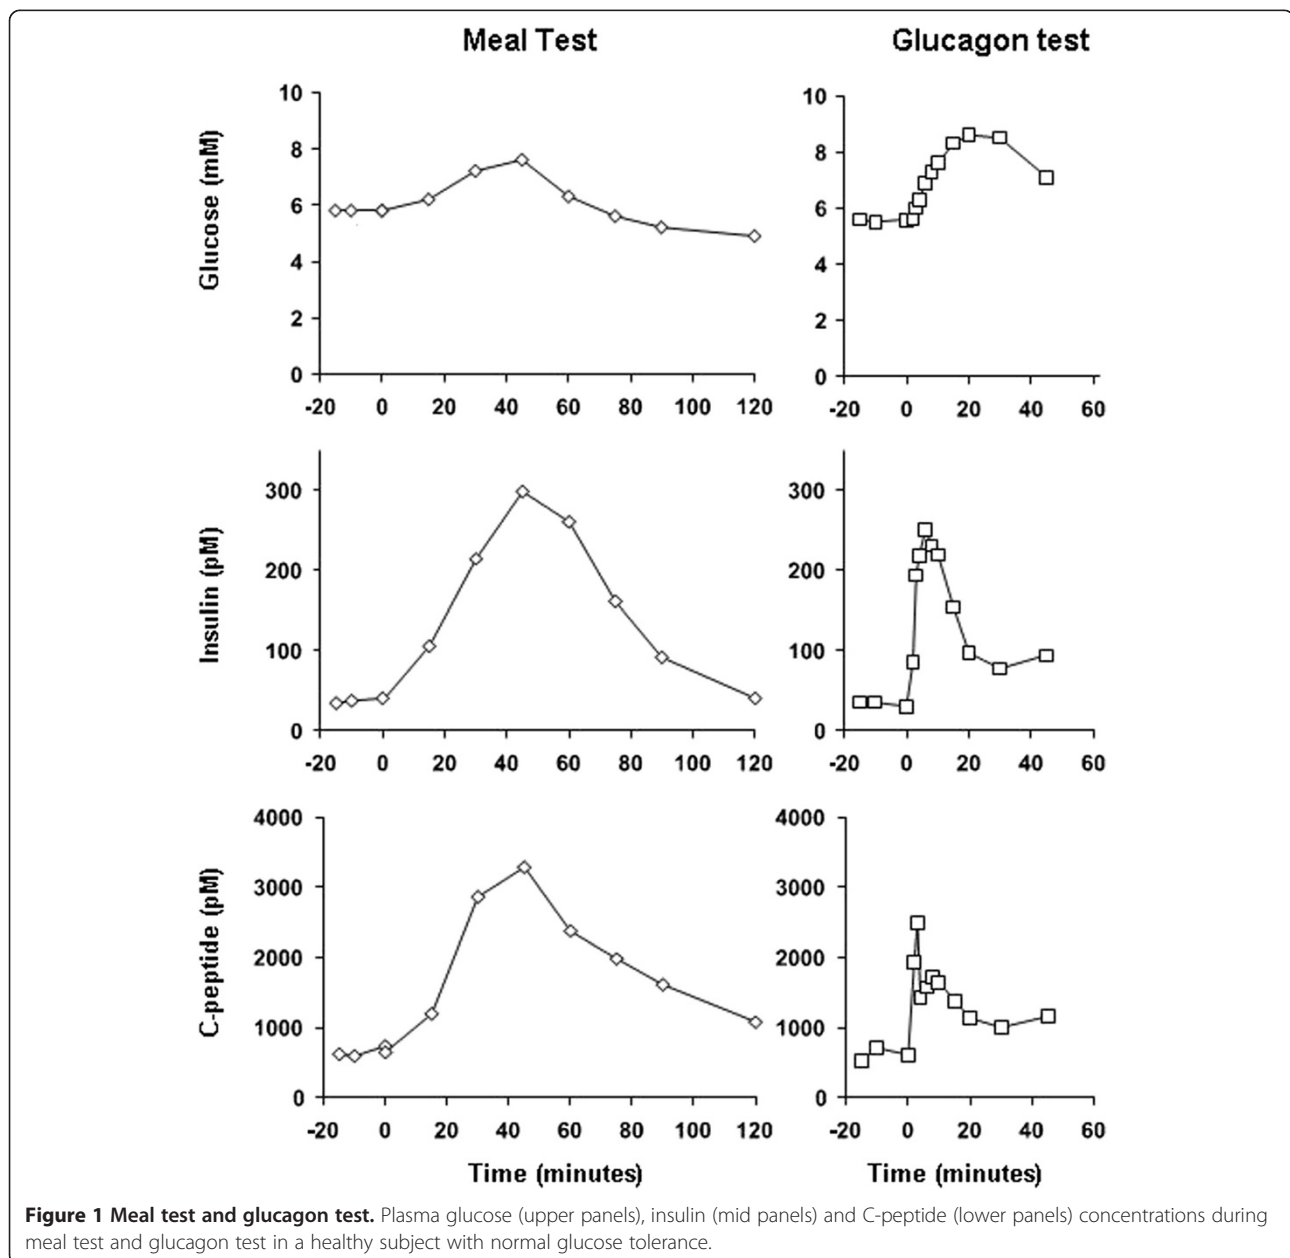 Meal Test
Glucagon test
Glucose (mM)
10
8
6
4
2
0
-20 0 20 40 60 80 100 120
10
8
6
4
2
0
-20 0 20 40 60
Insulin (pM)
300
200
100
0
-20 0 20 40 60 80 100 120
300
200
100
0
-20 0 20 40 60
C-peptide (pM)
4000
3000
2000
1000
0
-20 0 20 40 60 80 100 120
4000
3000
2000
1000
0
-20 0 20 40 60
Time (minutes)
Time (minutes)
Figure 1 Meal test and glucagon test. Plasma glucose (upper panels), insulin (mid panels) and C-peptide (lower panels) concentrations during
meal test and glucagon test in a healthy subject with normal glucose tolerance.